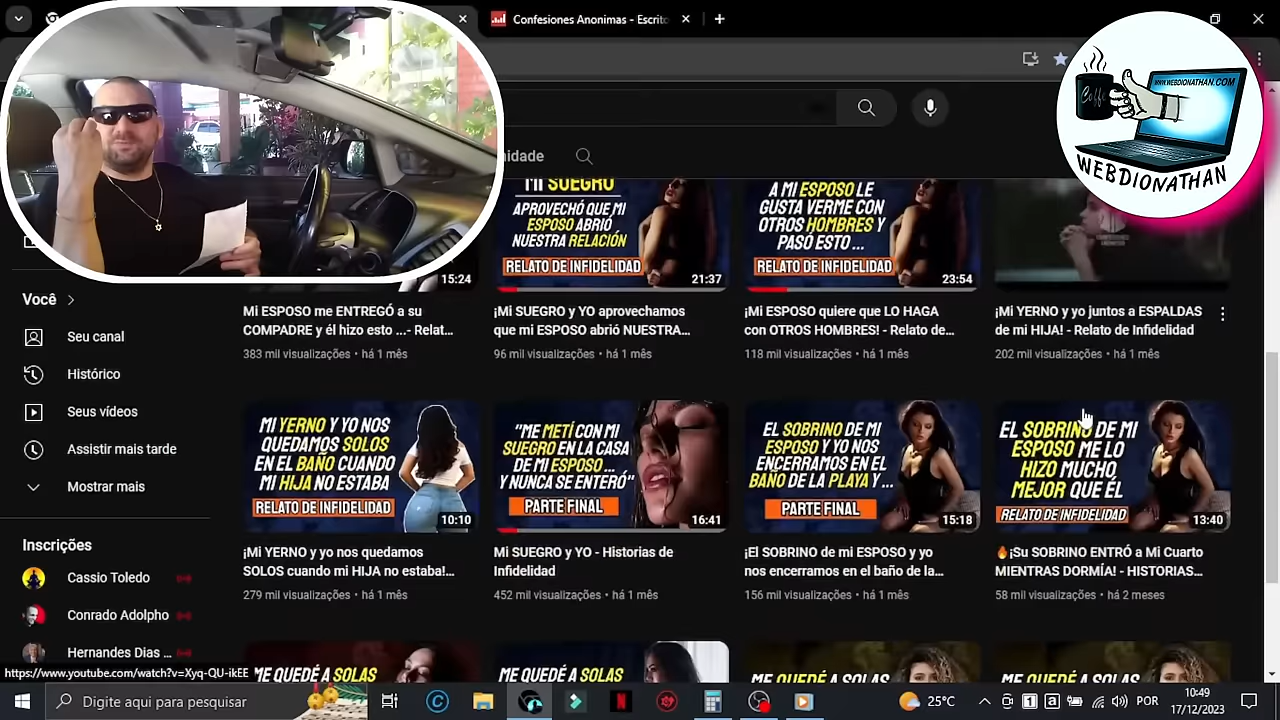 Confesiones Anonimas - Escrito
WWW.WEBDIONATHAN.COM
Coffe
WEBDIONATHAN
nidade
MI SUEGRO
APROVECHÓ QUE MI
ESPOSO ABRIÓ
NUESTRA RELACIÓN
RELATO DE INFIDELIDAD
A MI ESPOSO LE
GUSTA VERME CON
OTROS HOMBRES Y
PASÓ ESTO ...
RELATO DE INFIDELIDAD
15:24
21:37
23:54
Mi ESPOSO me ENTREGÓ a su
COMPADRE y él hizo esto ...- Relat...
383 mil visualizações • há 1 mês
¡Mi SUEGRO y YO aprovechamos
que mi ESPOSO abrió NUESTRA...
96 mil visualizações • há 1 mês
¡Mi ESPOSO quiere que LO HAGA
con OTROS HOMBRES! - Relato de...
118 mil visualizações • há 1 mês
¡Mi YERNO y yo juntos a ESPALDAS
de mi HIJA! - Relato de Infidelidad
202 mil visualizações • há 1 mês
Você
Seu canal
Histórico
Seus vídeos
Assistir mais tarde
Mostrar mais
Inscrições
Cassio Toledo
Conrado Adolpho
Hernandes Dias ...
MI YERNO Y YO NOS
QUEDAMOS SOLOS
EN EL BAÑO CUANDO
MI HIJA NO ESTABA
RELATO DE INFIDELIDAD
10:10
"ME METÍ CON MI
SUEGRO EN LA CASA
DE MI ESPOSO ...
Y NUNCA SE ENTERÓ"
PARTE FINAL
16:41
EL SOBRINO DE MI
ESPOSO Y YO NOS
ENCERRAMOS EN EL
BAÑO DE LA PLAYA Y ...
PARTE FINAL
15:18
EL SOBRINO DE MI
ESPOSO ME LO
HIZO MUCHO
MEJOR QUE ÉL
RELATO DE INFIDELIDAD
13:40
¡Mi YERNO y yo nos quedamos
SOLOS cuando mi HIJA no estaba!...
279 mil visualizações • há 1 mês
Mi SUEGRO y YO - Historias de
Infidelidad
452 mil visualizações • há 1 mês
¡El SOBRINO de mi ESPOSO y yo
nos encerramos en el baño de la...
156 mil visualizações • há 1 mês
🔥¡Su SOBRINO ENTRÓ a Mi Cuarto
MIENTRAS DORMÍA! - HISTORIAS...
58 mil visualizações • há 2 meses
ME QUEDÉ A SOLAS
ME QUEDÉ A SOLAS
https://www.youtube.com/watch?v=Xyq-QU-ikEE
Digite aqui para pesquisar
25°C
POR
10:49
17/12/2023